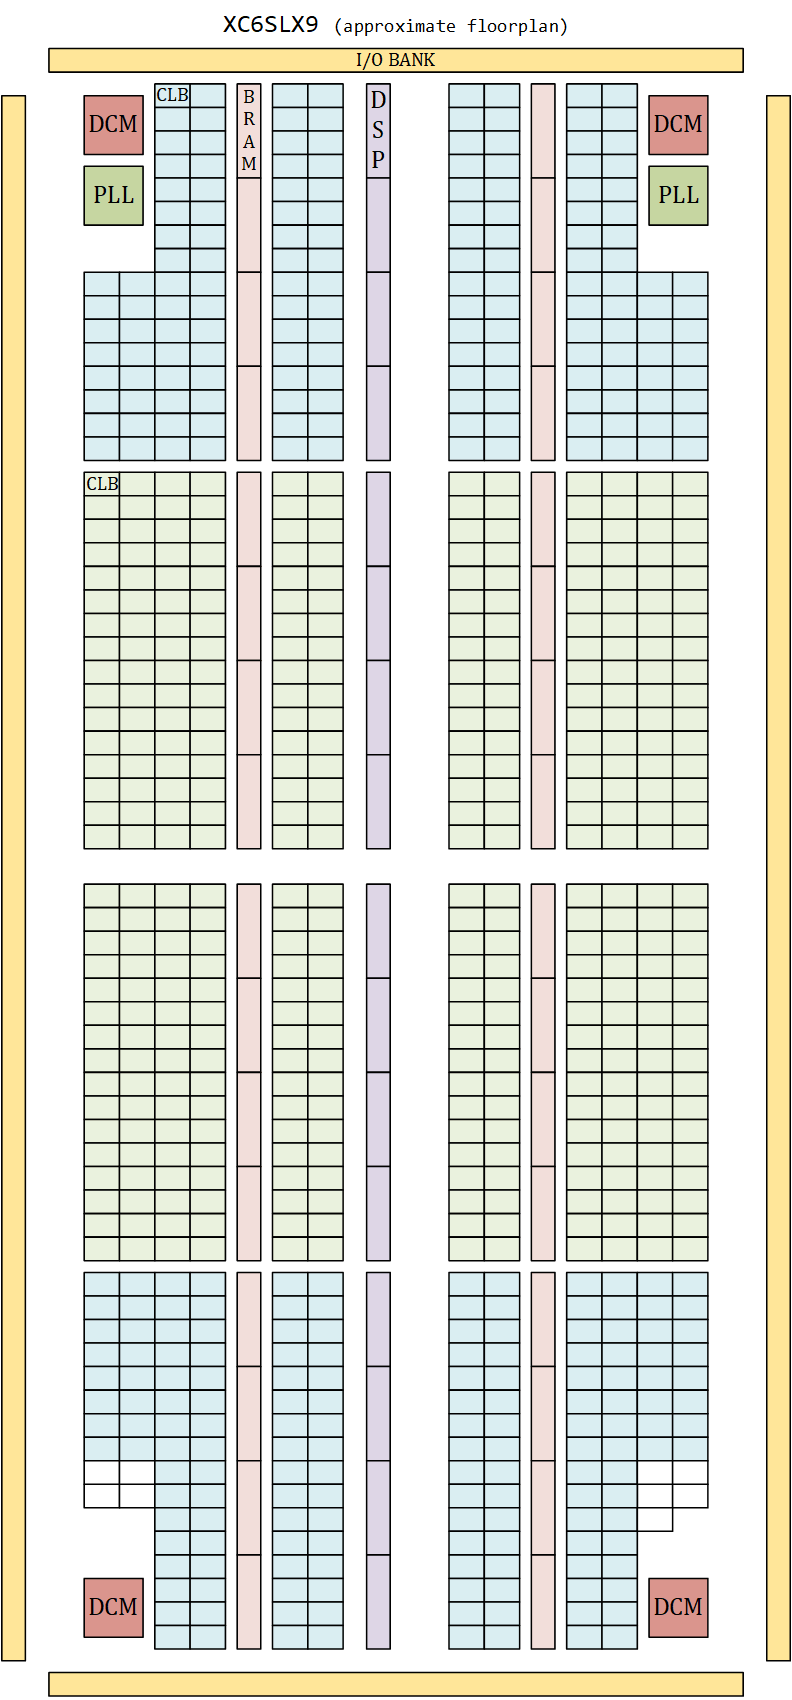 XC6SLX9 (approximate floorplan)
I/O BANK
CLB
B
R
A
M
D
S
P
DCM
DCM
PLL
PLL
CLB
DCM
DCM